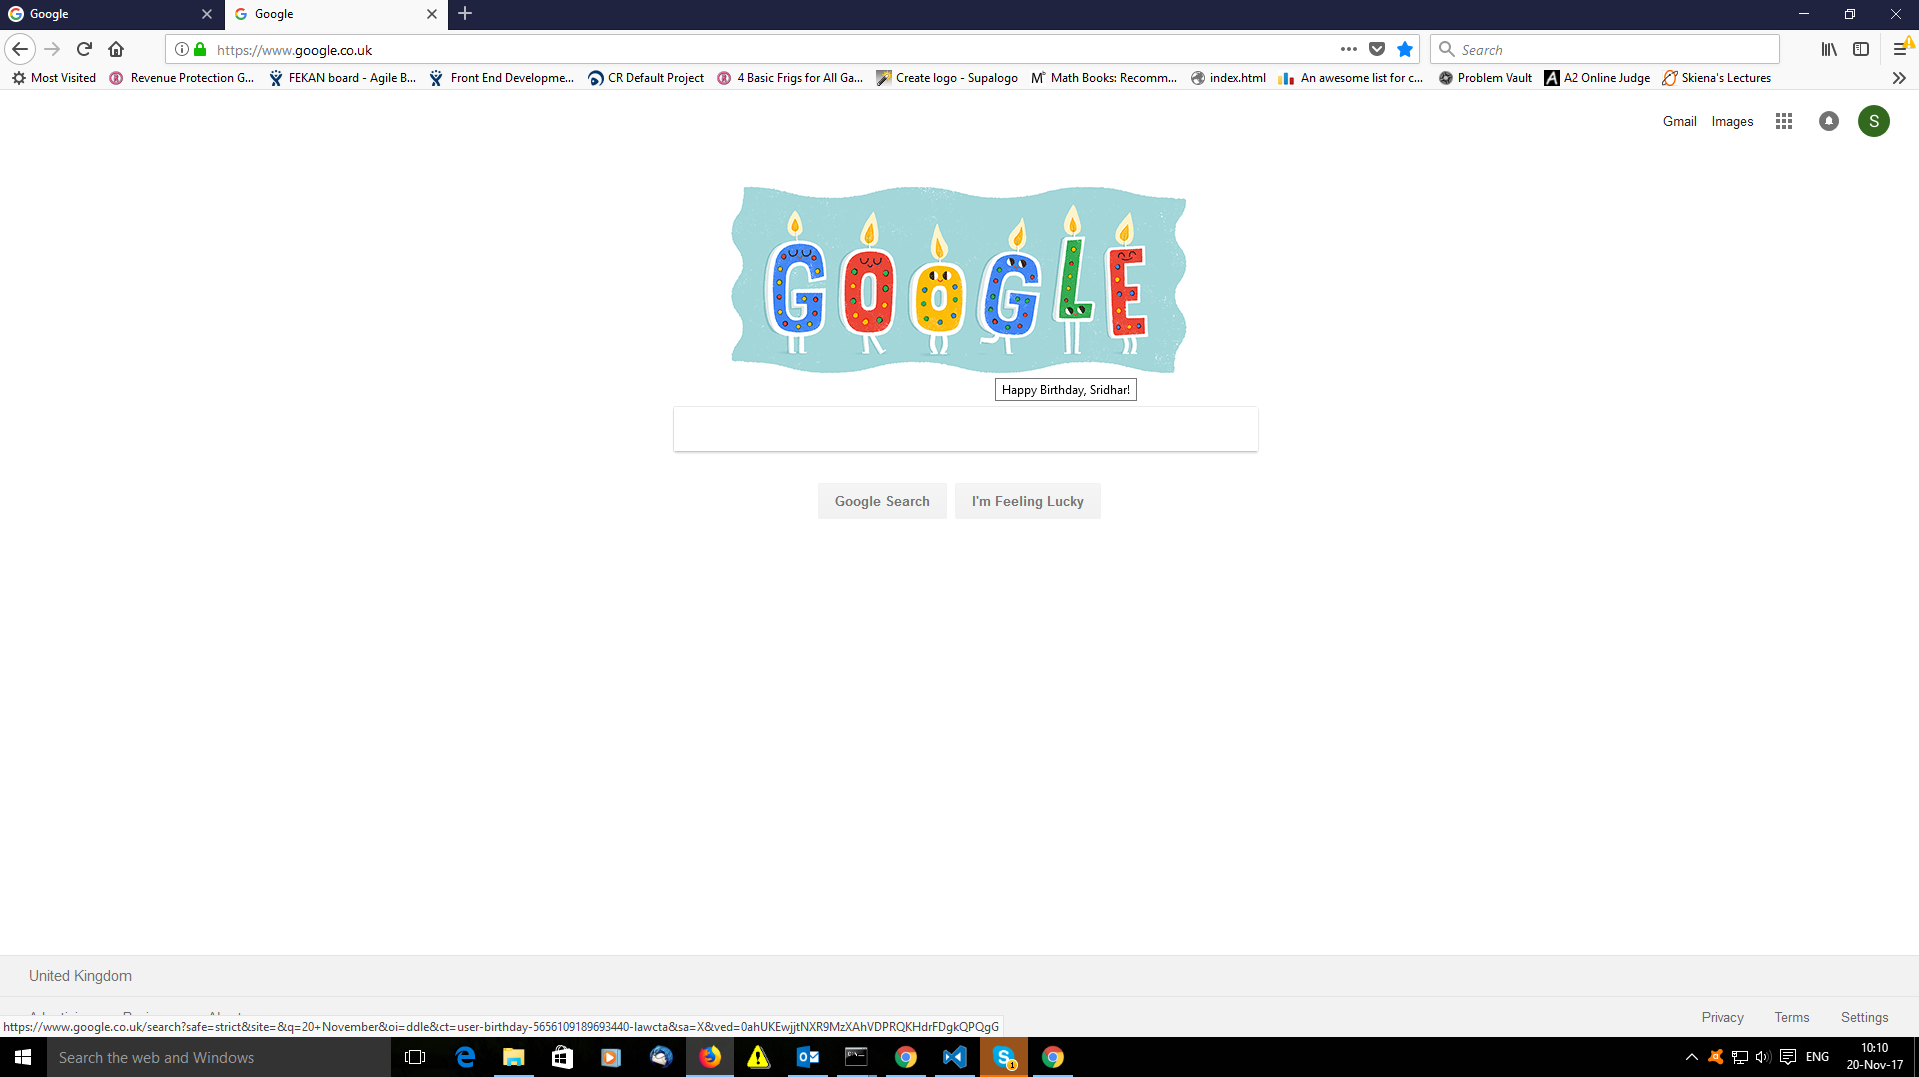 Google
Google
https://www.google.co.uk
Search
Most Visited
Revenue Protection G...
FEKAN board - Agile B...
Front End Developme...
CR Default Project
4 Basic Frigs for All Ga...
Create logo - Supalogo
Math Books: Recomm...
index.html
An awesome list for c...
Problem Vault
A2 Online Judge
Skiena's Lectures
Gmail
Images
S
GOOGLE
Happy Birthday, Sridhar!
Google Search
I'm Feeling Lucky
United Kingdom
Privacy
Terms
Settings
https://www.google.co.uk/search?safe=strict&site=&q=20+November&oi=ddle&ct=user-birthday-5656109189693440-lawcta&sa=X&ved=0ahUKEwjjtNXR9MzXAhVDPRQKHdrFDgkQPQgG
Search the web and Windows
ENG
10:10
20-Nov-17